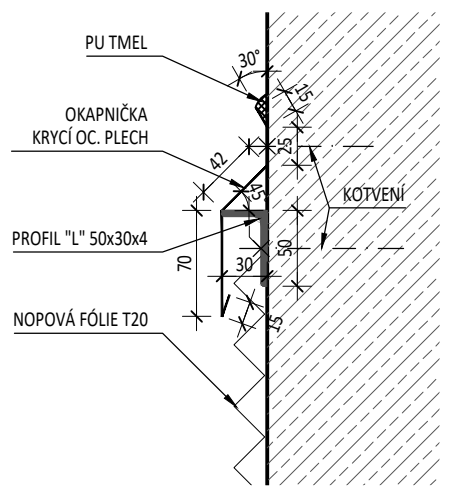 PU TMEL
30°
15
OKAPNIČKA
KRYCÍ OC. PLECH
42
25
45
KOTVENÍ
PROFIL "L" 50x30x4
70
30
50
NOPOVÁ FÓLIE T20
15